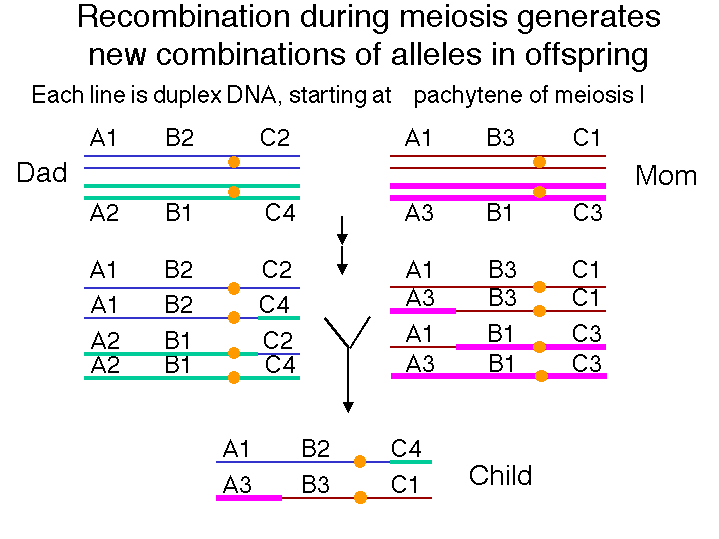 Recombination during meiosis generates
new combinations of alleles in offspring
Each line is duplex DNA, starting at pachytene of meiosis I
A1 B2 C2 A1 B3 C1
Dad Mom
A2 B1 C4 A3 B1 C3
A1 B2 C2 A1 B3 C1
A1 B2 C4 A3 B3 C1
A2 B1 C2 A1 B1 C3
A2 B1 C4 A3 B1 C3
A1 B2 C4
Child
A3 B3 C1